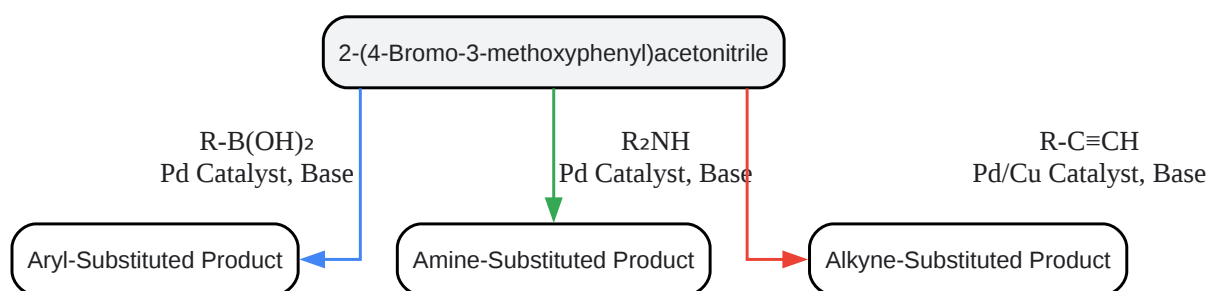 2-(4-Bromo-3-methoxyphenyl)acetonitrile
R-B(OH)₂
Pd Catalyst, Base
R₂NH
Pd Catalyst, Base
R-C≡CH
Pd/Cu Catalyst, Base
Aryl-Substituted Product
Amine-Substituted Product
Alkyne-Substituted Product